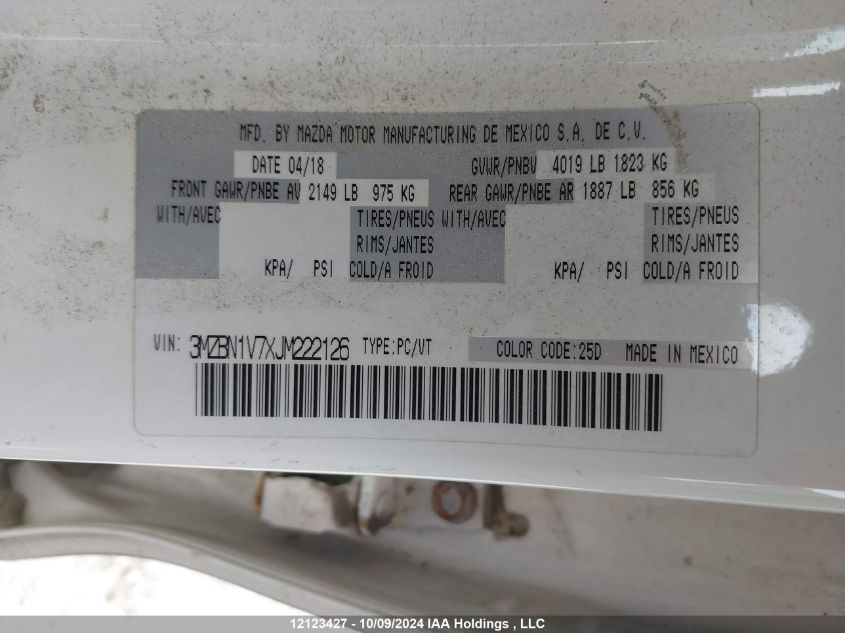 MFD. BY MAZDA MOTOR MANUFACTURING DE MEXICO S.A. DE C.V.
DATE 04/18 GVWR/PNBV 4019 LB 1823 KG
FRONT GAWR/PNBE AV 2149 LB 975 KG REAR GAWR/PNBE AR 1887 LB 856 KG
WITH/AVEC TIRES/PNEUS WITH/AVEC TIRES/PNEUS
RIMS/JANTES RIMS/JANTES
KPA/ PSI COLD/A FROID KPA/ PSI COLD/A FROID
VIN: 3MZBN1V7XJM222126 TYPE:PC/VT COLOR CODE:25D MADE IN MEXICO
12123427 - 10/09/2024 IAA Holdings , LLC